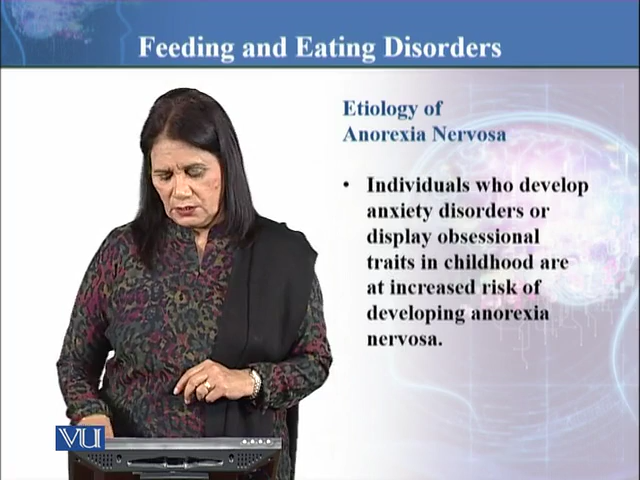 Feeding and Eating Disorders
Etiology of
Anorexia Nervosa
• Individuals who develop
anxiety disorders or
display obsessional
traits in childhood are
at increased risk of
developing anorexia
nervosa.
VU